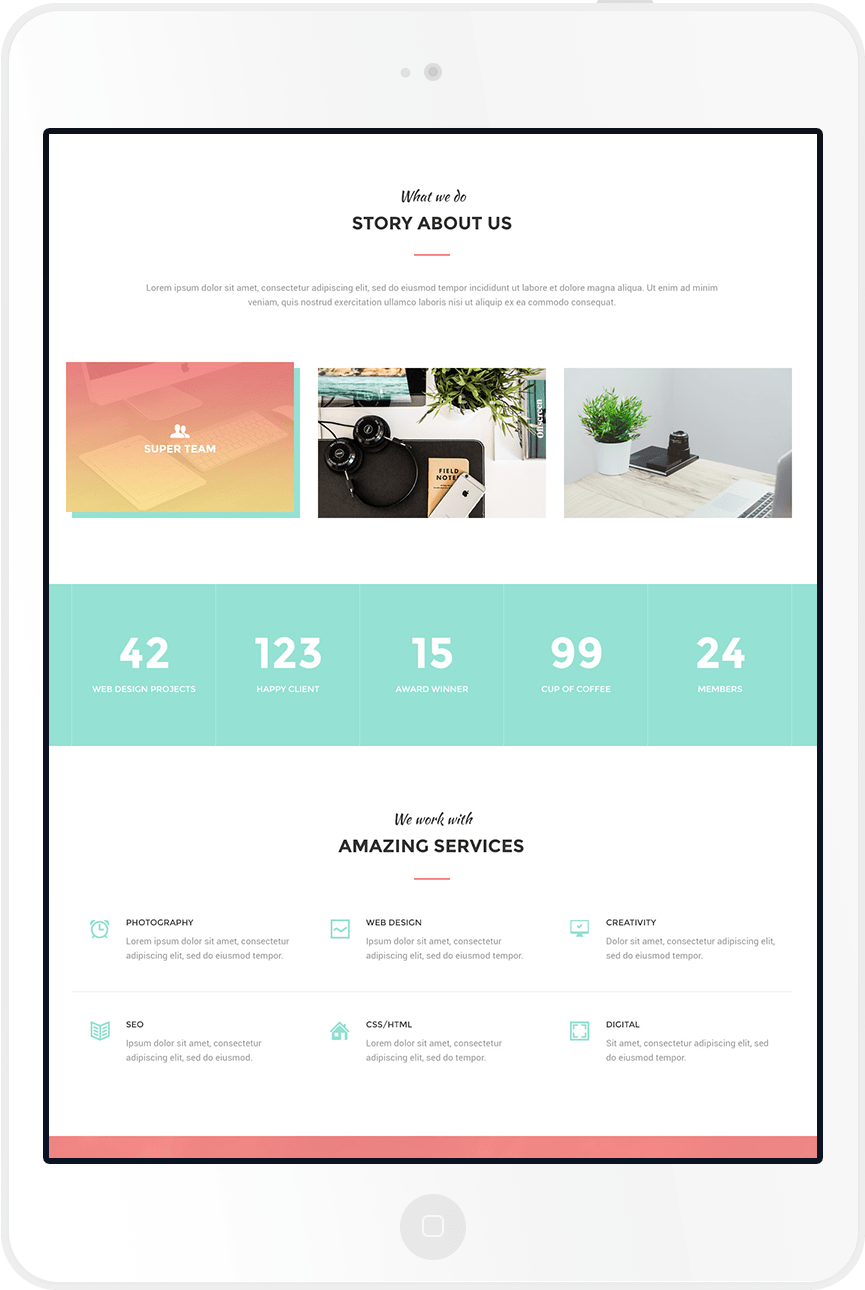 What we do
STORY ABOUT US
Lorem ipsum dolor sit amet, consectetur adipiscing elit, sed do eiusmod tempor incididunt ut labore et dolore magna aliqua. Ut enim ad minim
veniam, quis nostrud exercitation ullamco laboris nisi ut aliquip ex ea commodo consequat.
SUPER TEAM
Offscreen
FIELD
NOTE
42
WEB DESIGN PROJECTS
123
HAPPY CLIENT
15
AWARD WINNER
99
CUP OF COFFEE
24
MEMBERS
We work with
AMAZING SERVICES
PHOTOGRAPHY
Lorem ipsum dolor sit amet, consectetur
adipiscing elit, sed do eiusmod tempor.
WEB DESIGN
Ipsum dolor sit amet, consectetur
adipiscing elit, sed do eiusmod tempor.
CREATIVITY
Dolor sit amet, consectetur adipiscing elit,
sed do eiusmod tempor.
SEO
Ipsum dolor sit amet, consectetur
adipiscing elit, sed do eiusmod.
CSS/HTML
Lorem dolor sit amet, consectetur
adipiscing elit, sed do tempor.
DIGITAL
Sit amet, consectetur adipiscing elit, sed
do eiusmod tempor.